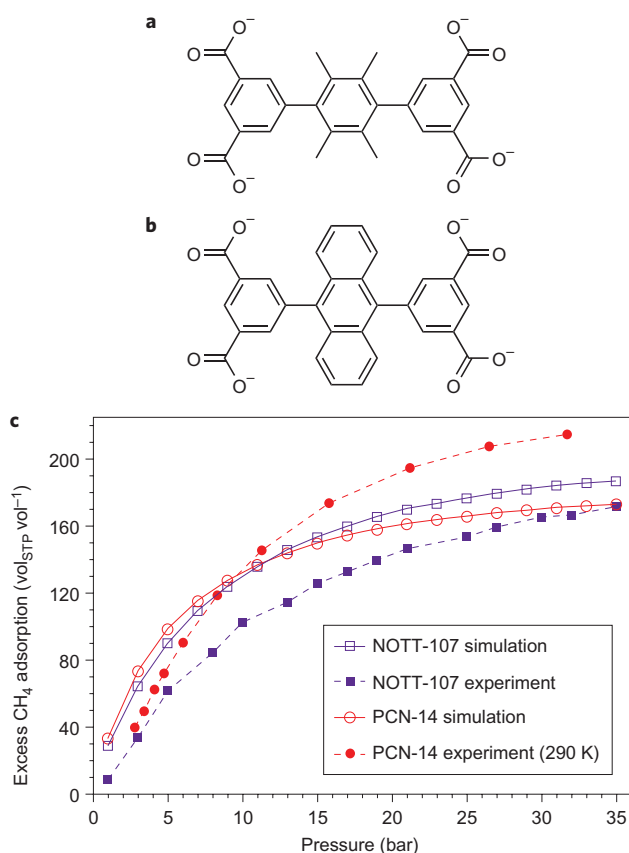 a
O⁻ O⁻
O O
O O
O⁻ O⁻
b
O⁻ O⁻
O O
O O
O⁻ O⁻
c
Excess CH₄ adsorption (vol_STP vol⁻¹)
200
160
120
80
40
0
NOTT-107 simulation
NOTT-107 experiment
PCN-14 simulation
PCN-14 experiment (290 K)
0 5 10 15 20 25 30 35
Pressure (bar)